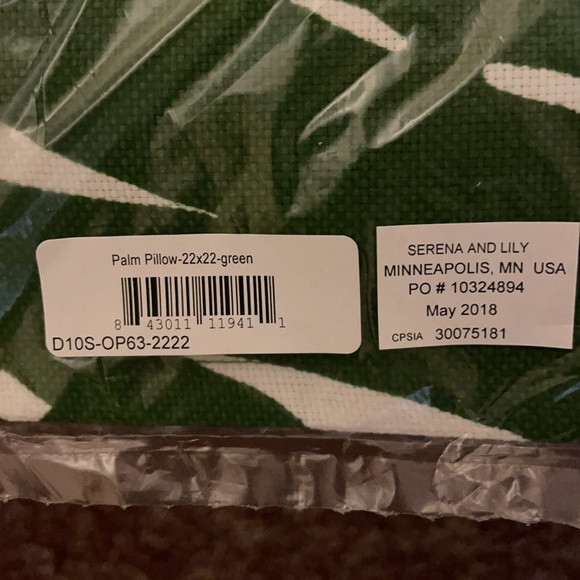 Palm Pillow-22x22-green
8 43011 11941 1
D10S-OP63-2222
SERENA AND LILY
MINNEAPOLIS, MN USA
PO # 10324894
May 2018
CPSIA 30075181